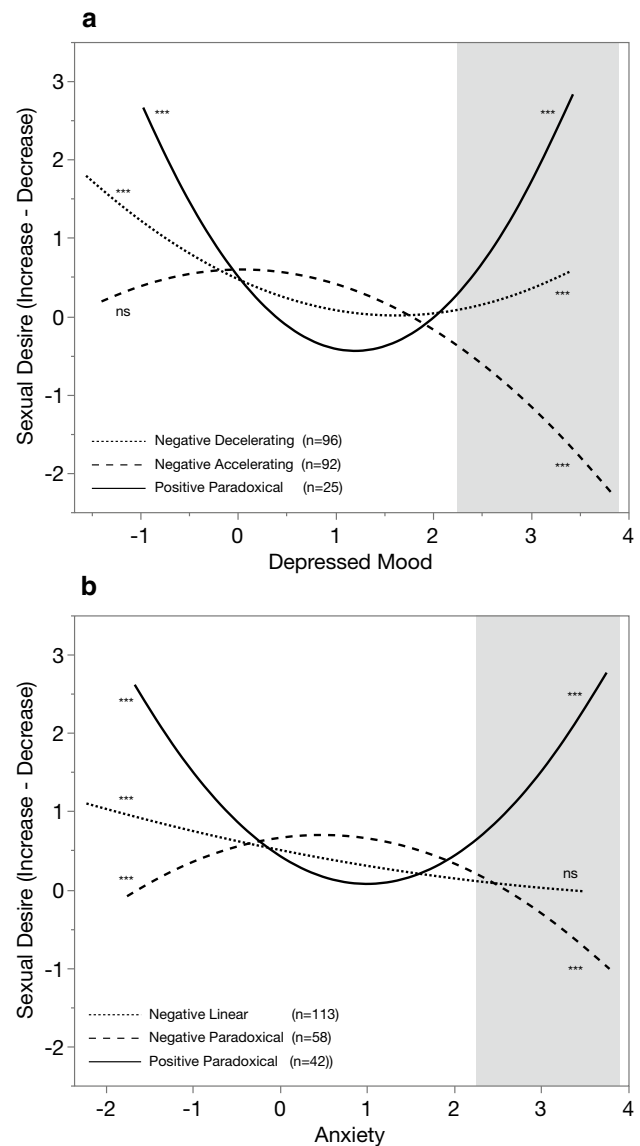 a
Sexual Desire (Increase - Decrease)
3
2
1
0
-1
-2
***
***
***
ns
***
***
Negative Decelerating (n=96)
Negative Accelerating (n=92)
Positive Paradoxical (n=25)
-1 0 1 2 3 4
Depressed Mood
b
Sexual Desire (Increase - Decrease)
3
2
1
0
-1
-2
***
***
***
***
ns
***
Negative Linear (n=113)
Negative Paradoxical (n=58)
Positive Paradoxical (n=42))
-2 -1 0 1 2 3 4
Anxiety